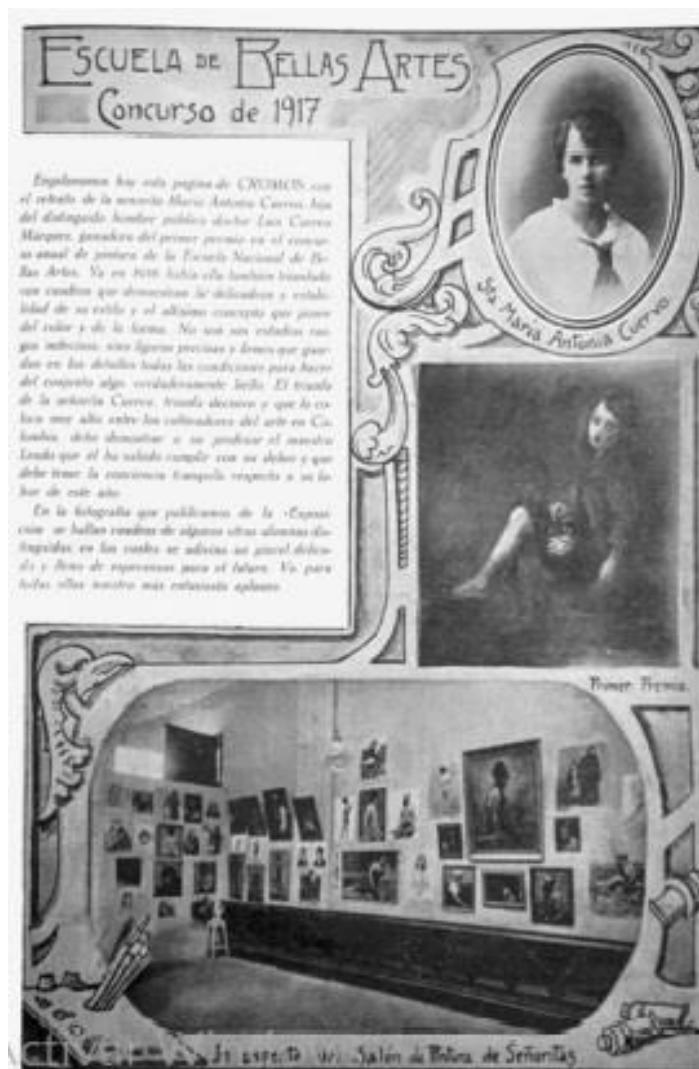 ESCUELA DE BELLAS ARTES
Concurso de 1917
Engalanamos hoy esta pagina de CROMOS con
el retrato de la señorita María Antonia Cuervo, hija
del distinguido hombre público doctor Luis Cuervo
Márquez, ganadora del primer premio en el concur-
so anual de pintura de la Escuela Nacional de Be-
llas Artes. Ya en 1916 había ella también triunfado
con cuadros que demuestran la delicadeza y
de su estilo y el altísimo concepto que posee
del color y de la forma. No son sus estudios ras-
gos indecisos, sino figuras precisas y firmes que guar-
dan en los detalles todas las condiciones para hacer
del conjunto algo verdaderamente bello. El triunfo
de la señorita Cuervo, triunfo decisivo y que la co-
loca muy alto entre los cultivadores del arte en Co-
lombia, debe demostrar a su profesor el maestro
que él ha sabido cumplir con su deber y que
debe tener la conciencia tranquila respecto a su la-
bor de este año.
En la fotografía que publicamos de la «Exposi-
ción» se hallan cuadros de algunas otras alumnas dis-
tinguidas en los cuales se adivina un pincel delica-
do y lleno de esperanzas para el futuro. Va para
todas ellas nuestro más entusiasta aplauso.
Sta María Antonia Cuervo
Primer Premio
Un aspecto del Salón de Pintura de Señoritas